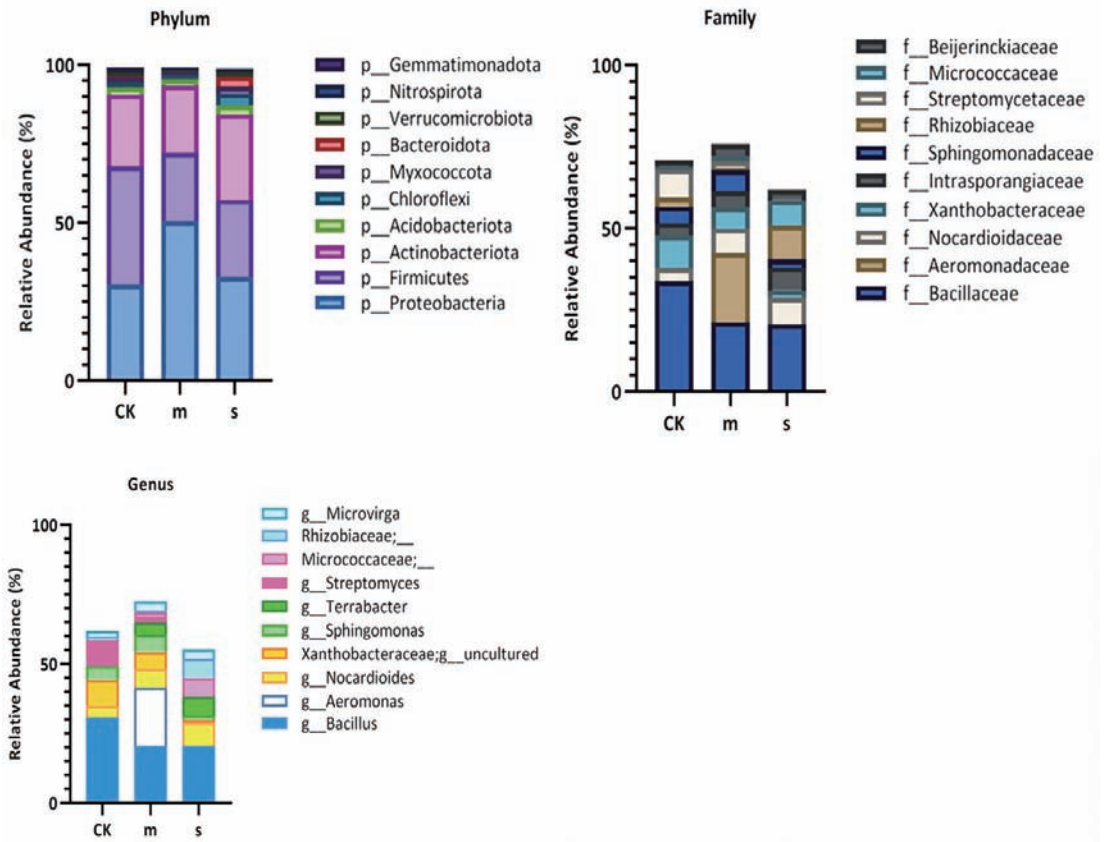 Phylum
Relative Abundance (%)
100
50
0
CK m s
p__Gemmatimonadota
p__Nitrospirota
p__Verrucomicrobiota
p__Bacteroidota
p__Myxococcota
p__Chloroflexi
p__Acidobacteriota
p__Actinobacteriota
p__Firmicutes
p__Proteobacteria
Family
Relative Abundance (%)
100
50
0
CK m s
f__Beijerinckiaceae
f__Micrococcaceae
f__Streptomycetaceae
f__Rhizobiaceae
f__Sphingomonadaceae
f__Intrasporangiaceae
f__Xanthobacteraceae
f__Nocardioidaceae
f__Aeromonadaceae
f__Bacillaceae
Genus
Relative Abundance (%)
100
50
0
CK m s
g__Microvirga
Rhizobiaceae;__
Micrococcaceae;__
g__Streptomyces
g__Terrabacter
g__Sphingomonas
Xanthobacteraceae;g__uncultured
g__Nocardioides
g__Aeromonas
g__Bacillus